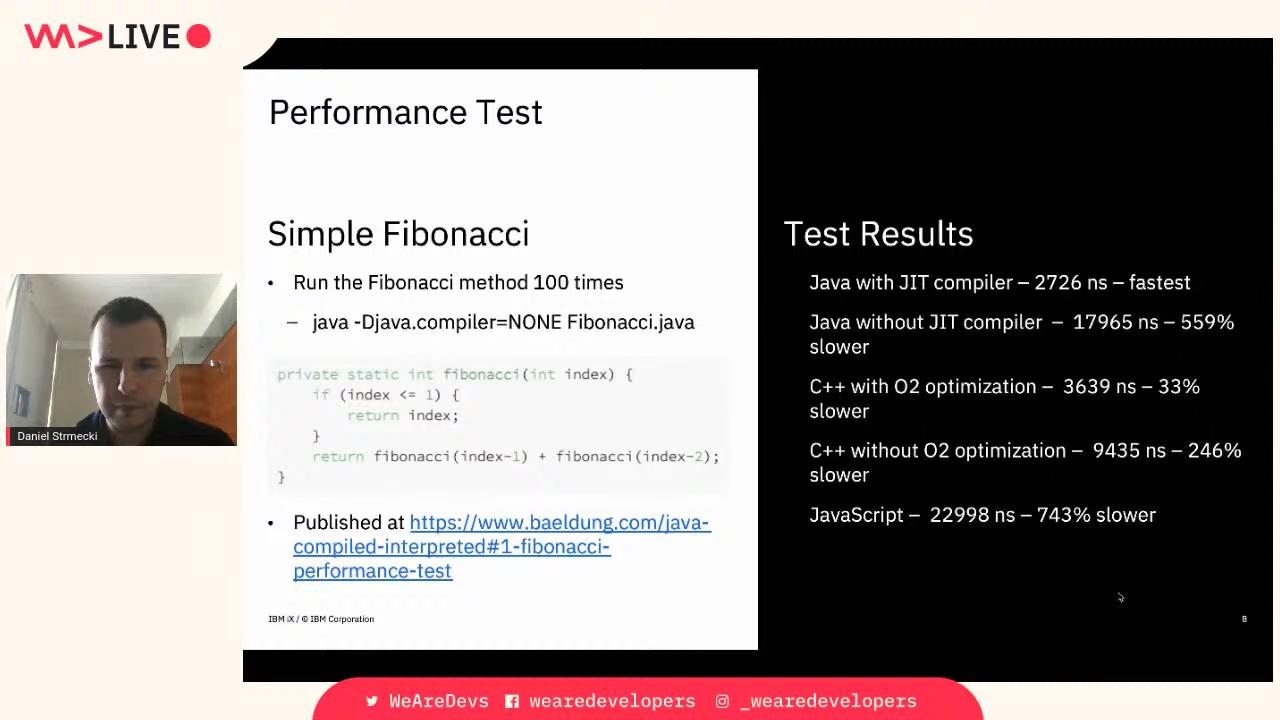 LIVE
Performance Test
Simple Fibonacci
• Run the Fibonacci method 100 times
– java -Djava.compiler=NONE Fibonacci.java
private static int fibonacci(int index) {
if (index <= 1) {
return index;
}
return fibonacci(index-1) + fibonacci(index-2);
}
• Published at https://www.baeldung.com/java-
compiled-interpreted#1-fibonacci-
performance-test
IBM iX / © IBM Corporation
Test Results
Java with JIT compiler – 2726 ns – fastest
Java without JIT compiler – 17965 ns – 559%
slower
C++ with O2 optimization – 3639 ns – 33%
slower
C++ without O2 optimization – 9435 ns – 246%
slower
JavaScript – 22998 ns – 743% slower
8
Daniel Strmecki
WeAreDevs wearedevelopers _wearedevelopers